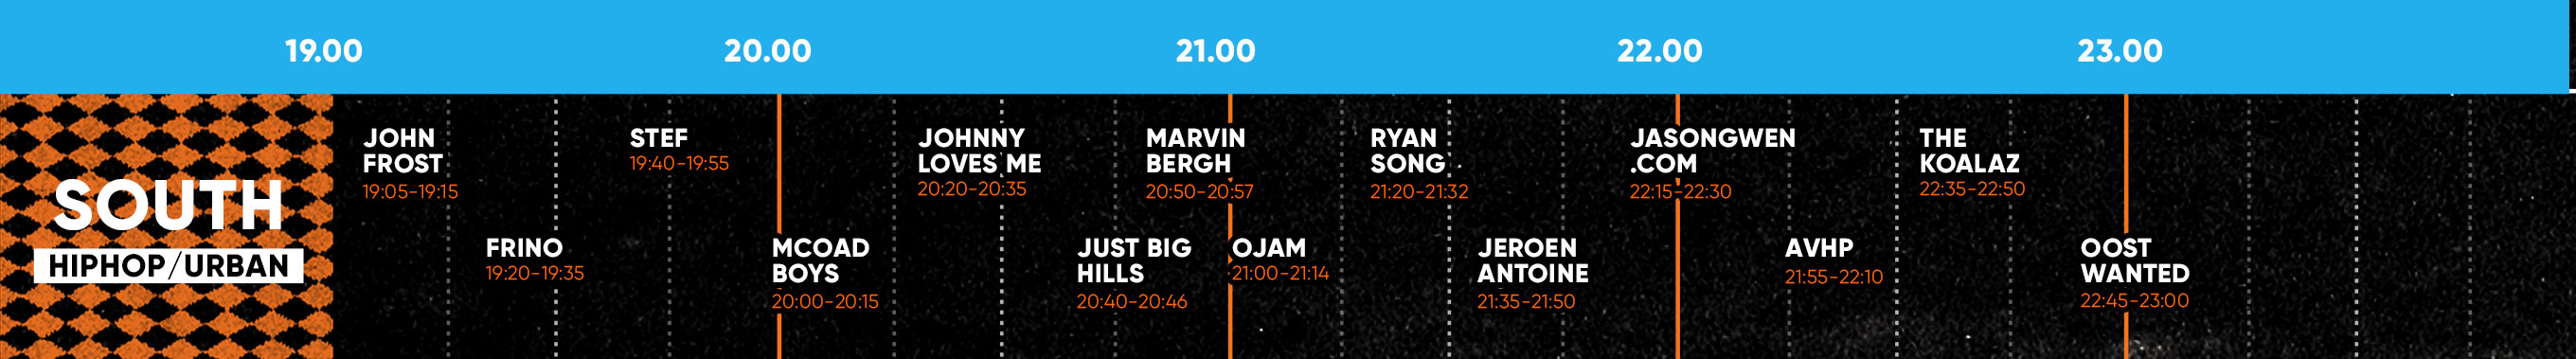 19.00
20.00
21.00
22.00
23.00
SOUTH
HIPHOP/URBAN
JOHN
FROST
19:05-19:15
FRINO
19:20-19:35
STEF
19:40-19:55
MCOAD
BOYS
20:00-20:15
JOHNNY
LOVES ME
20:20-20:35
JUST BIG
HILLS
20:40-20:46
MARVIN
BERGH
20:50-20:57
OJAM
21:00-21:14
RYAN
SONG
21:20-21:32
JEROEN
ANTOINE
21:35-21:50
JASONGWEN
.COM
22:15-22:30
AVHP
21:55-22:10
THE
KOALAZ
22:35-22:50
OOST
WANTED
22:45-23:00